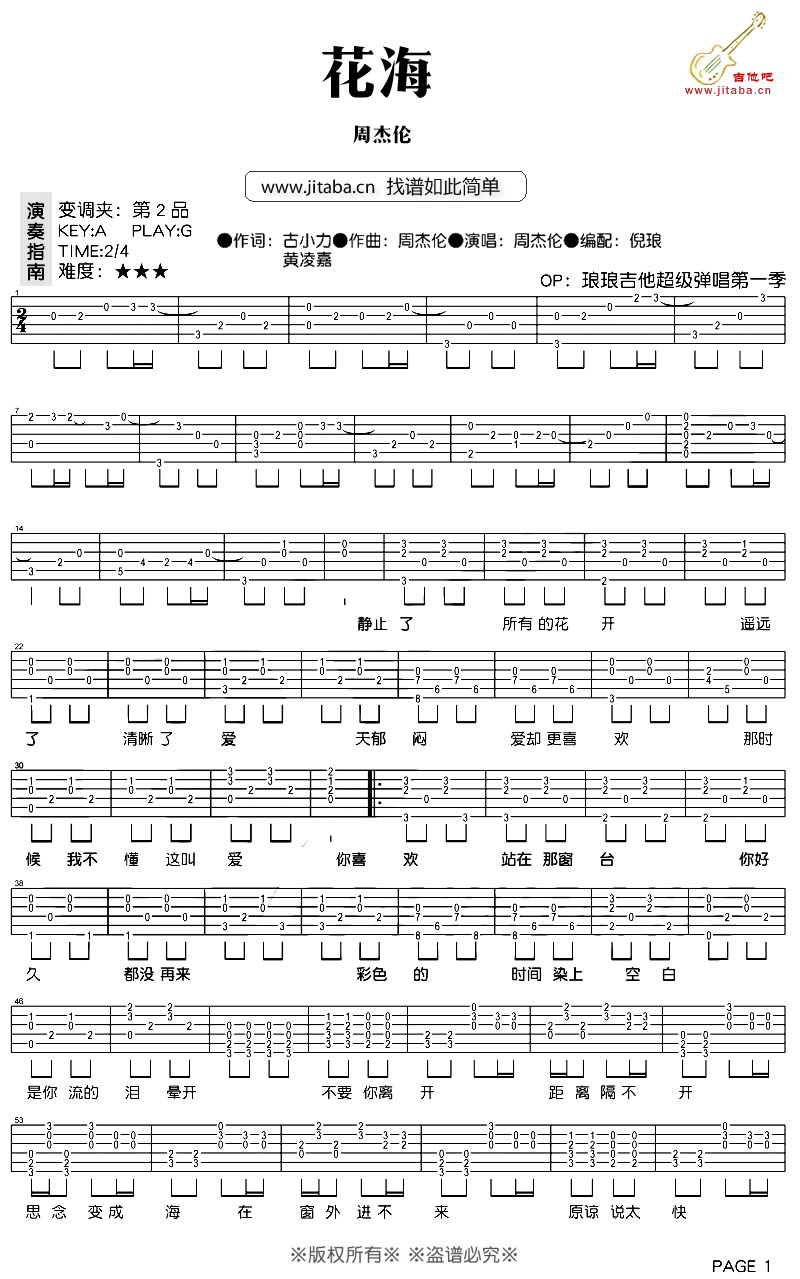 花海
吉他吧
www.jitaba.cn
周杰伦
www.jitaba.cn 找谱如此简单
演奏指南
变调夹：第2品
KEY:A PLAY:G
TIME:2/4
难度：★★★
●作词：古小力●作曲：周杰伦●演唱：周杰伦●编配：倪琅
黄凌嘉
OP：琅琅吉他超级弹唱第一季
静止 了 所有 的花 开 遥远
了 清晰 了 爱 天郁 闷 爱却 更喜 欢 那时
候 我不 懂 这叫 爱 你喜 欢 站在 那窗 台 你好
久 都没 再来 彩色 的 时间 染上 空 白
是你 流的 泪 晕开 不要 你离 开 距 离 隔 不 开
思 念 变成 海 在 窗 外 进不 来 原谅 说太 快
※版权所有※ ※盗谱必究※
PAGE 1